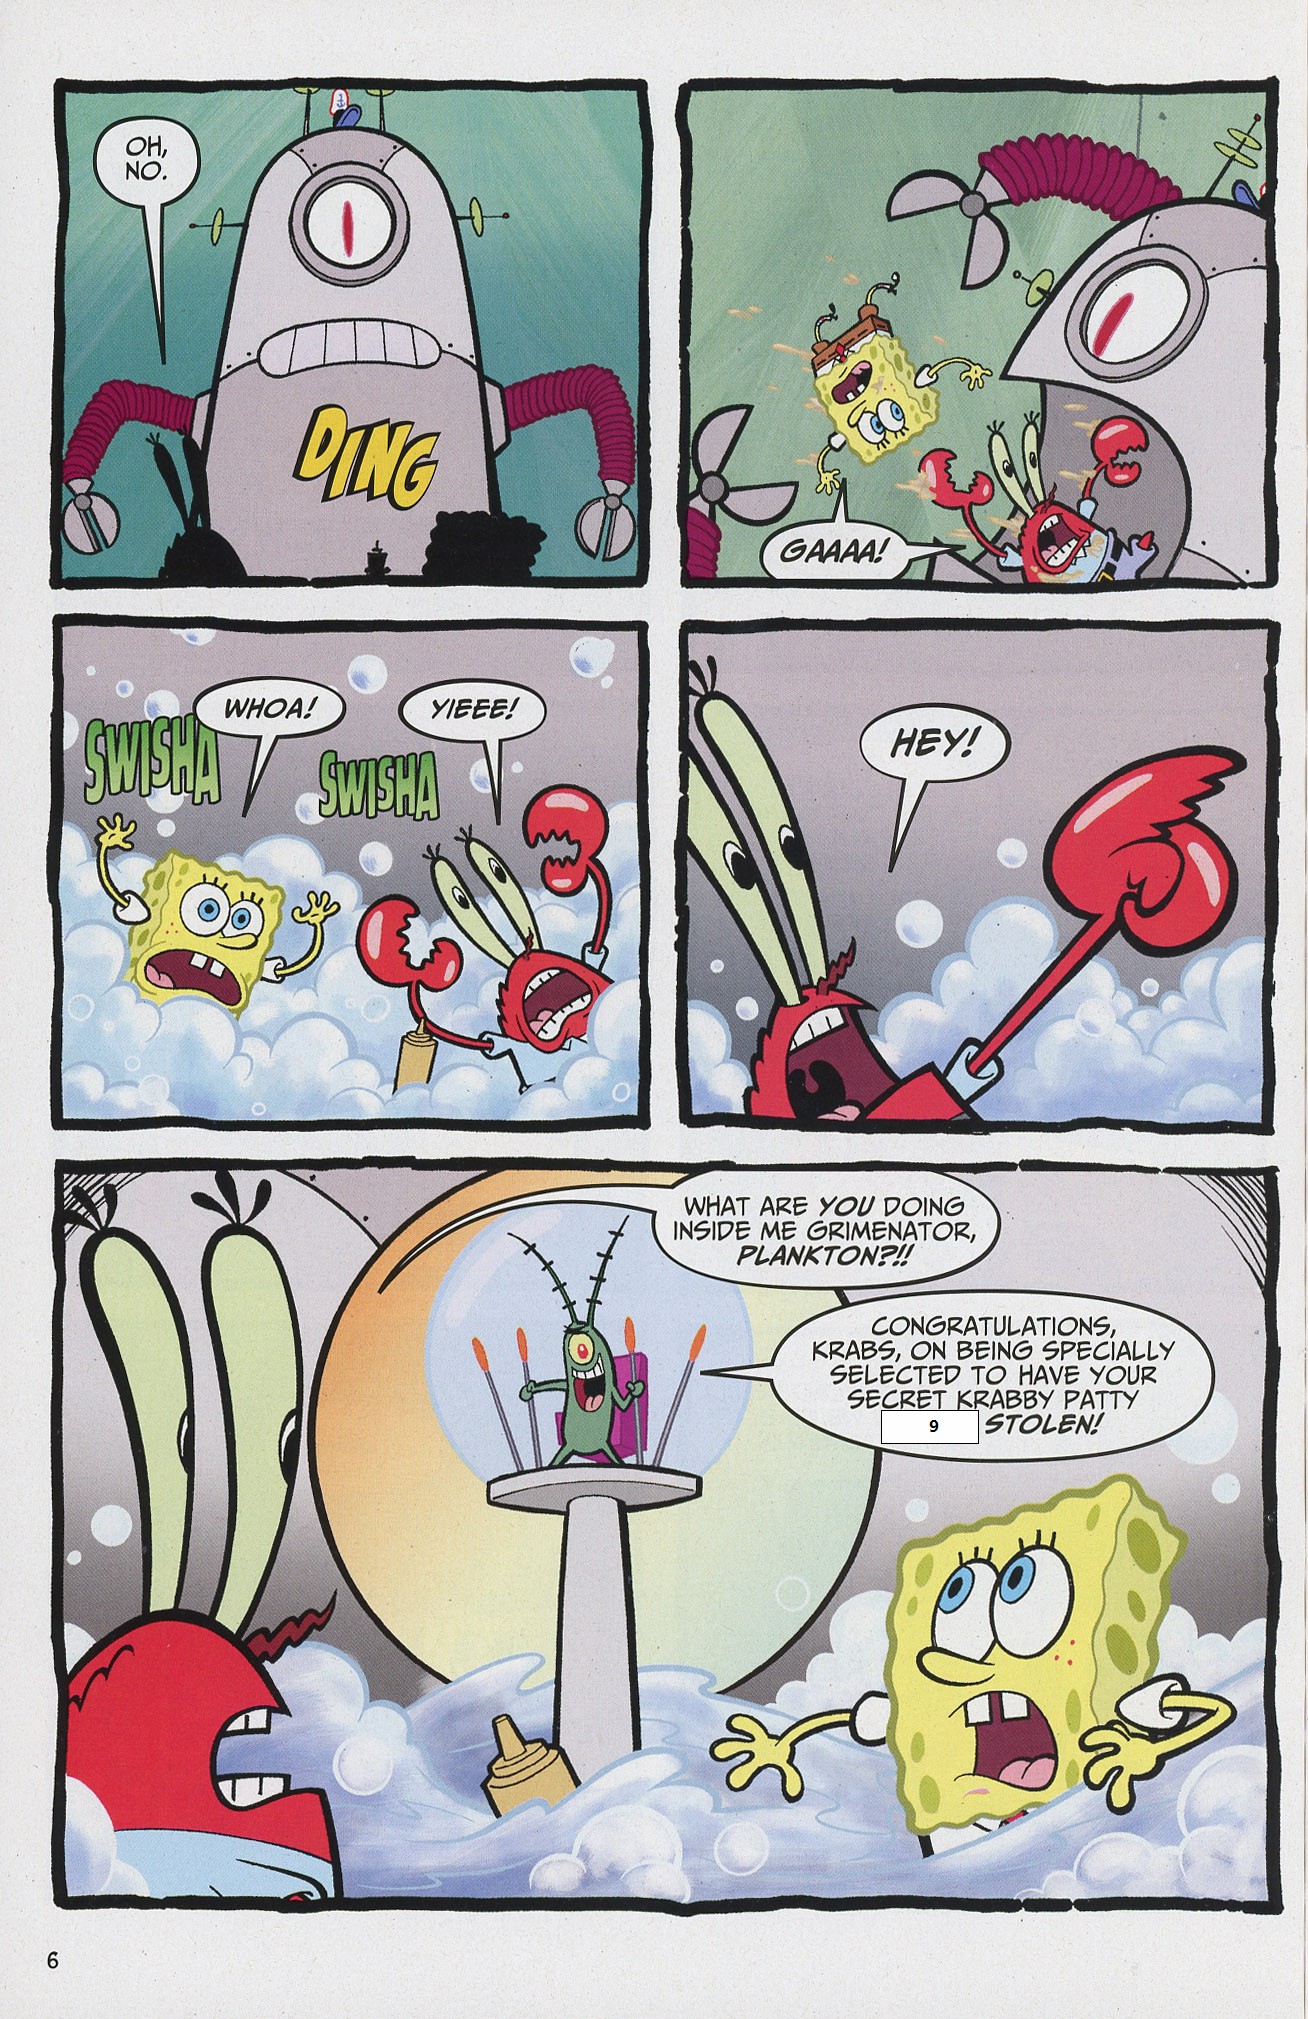 OH,
NO.
DING
GAAAA!
SWISHA
WHOA!
SWISHA
YIEEE!
HEY!
WHAT ARE YOU DOING
INSIDE ME GRIMENATOR,
PLANKTON?!!
CONGRATULATIONS,
KRABS, ON BEING SPECIALLY
SELECTED TO HAVE YOUR
SECRET KRABBY PATTY
9 STOLEN!
6